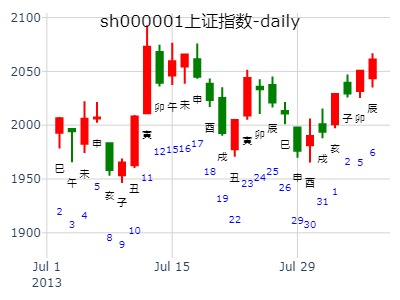 sh000001上证指数-daily
2100
2050
2000
1950
1900
巳
午
未
申
亥
子
丑
寅
卯
午
未
申
酉
戌
丑
寅
卯
辰
巳
申
酉
戌
亥
子
卯
辰
2
3
4
5
8
9
10
11
12
15
16
17
18
19
22
23
24
25
26
29
30
31
1
2
5
6
Jul 1
2013
Jul 15
Jul 29